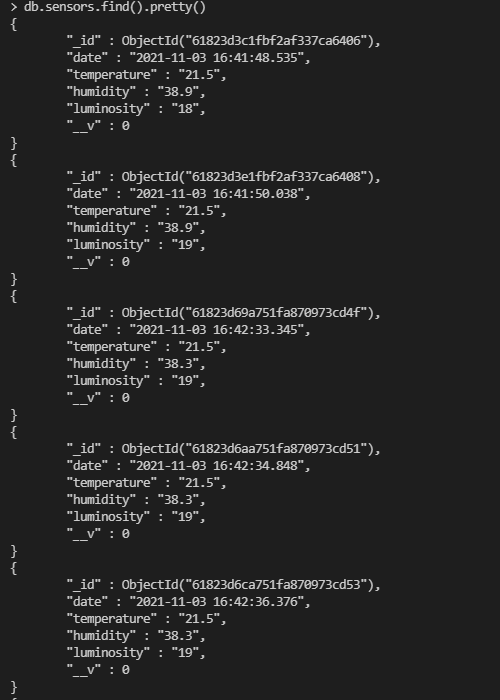 > db.sensors.find().pretty()
{
"_id" : ObjectId("61823d3c1fbf2af337ca6406"),
"date" : "2021-11-03 16:41:48.535",
"temperature" : "21.5",
"humidity" : "38.9",
"luminosity" : "18",
"__v" : 0
}
{
"_id" : ObjectId("61823d3e1fbf2af337ca6408"),
"date" : "2021-11-03 16:41:50.038",
"temperature" : "21.5",
"humidity" : "38.9",
"luminosity" : "19",
"__v" : 0
}
{
"_id" : ObjectId("61823d69a751fa870973cd4f"),
"date" : "2021-11-03 16:42:33.345",
"temperature" : "21.5",
"humidity" : "38.3",
"luminosity" : "19",
"__v" : 0
}
{
"_id" : ObjectId("61823d6aa751fa870973cd51"),
"date" : "2021-11-03 16:42:34.848",
"temperature" : "21.5",
"humidity" : "38.3",
"luminosity" : "19",
"__v" : 0
}
{
"_id" : ObjectId("61823d6ca751fa870973cd53"),
"date" : "2021-11-03 16:42:36.376",
"temperature" : "21.5",
"humidity" : "38.3",
"luminosity" : "19",
"__v" : 0
}